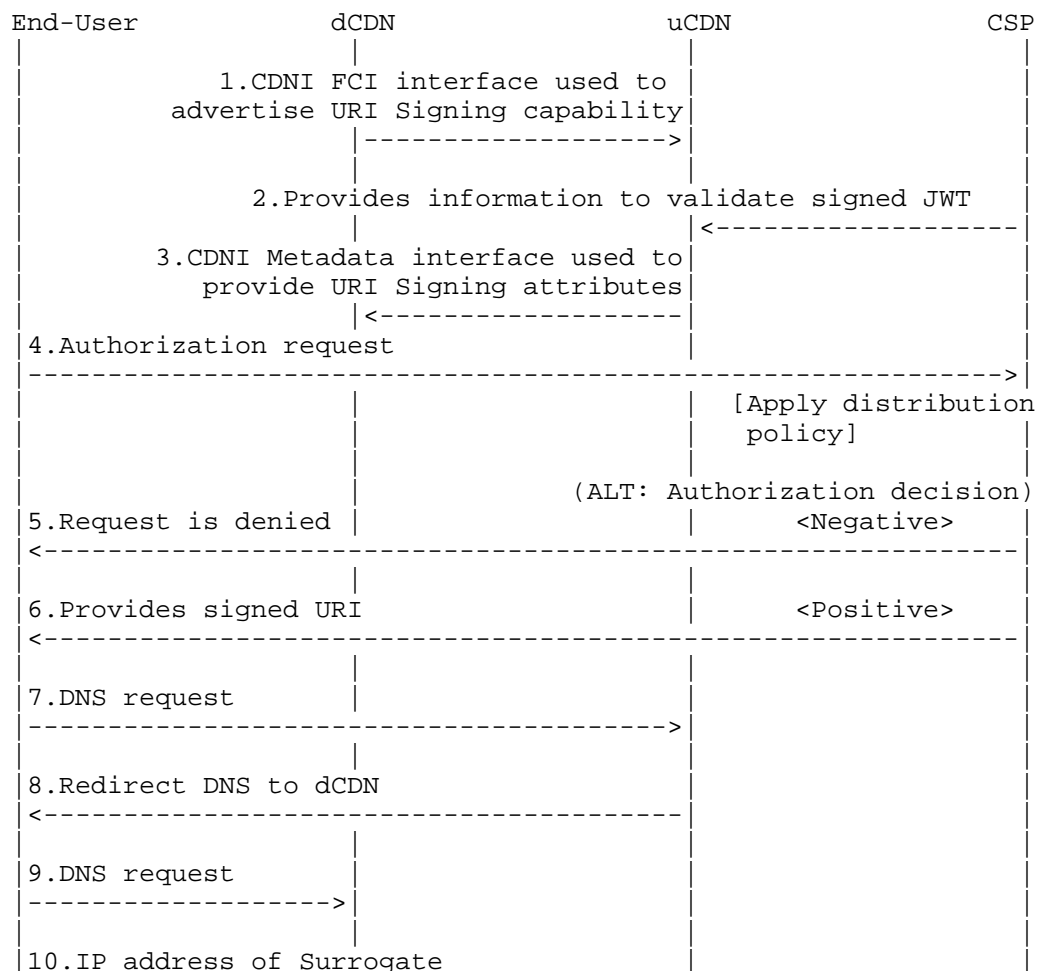 End-User dCDN uCDN CSP
1.CDNI FCI interface used to
advertise URI Signing capability
2.Provides information to validate signed JWT
3.CDNI Metadata interface used to
provide URI Signing attributes
4.Authorization request
[Apply distribution
policy]
(ALT: Authorization decision)
5.Request is denied <Negative>
6.Provides signed URI <Positive>
7.DNS request
8.Redirect DNS to dCDN
9.DNS request
10.IP address of Surrogate